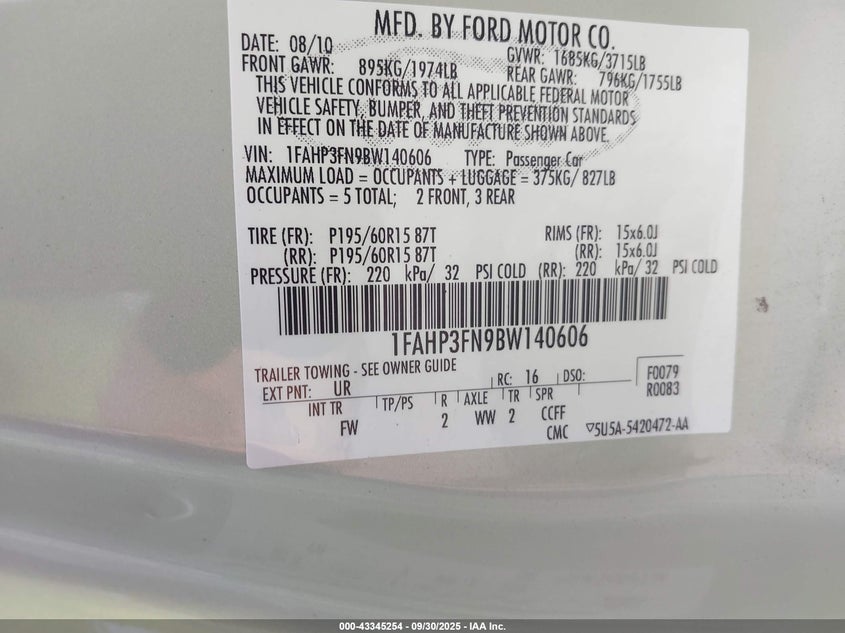 MFD. BY FORD MOTOR CO.
DATE: 08/10 GVWR: 1685KG/3715LB
FRONT GAWR: 895KG/1974LB REAR GAWR: 796KG/1755LB
THIS VEHICLE CONFORMS TO ALL APPLICABLE FEDERAL MOTOR
VEHICLE SAFETY, BUMPER, AND THEFT PREVENTION STANDARDS
IN EFFECT ON THE DATE OF MANUFACTURE SHOWN ABOVE.
VIN: 1FAHP3FN9BW140606 TYPE: Passenger Car
MAXIMUM LOAD = OCCUPANTS + LUGGAGE = 375KG/ 827LB
OCCUPANTS = 5 TOTAL; 2 FRONT, 3 REAR
TIRE (FR): P195/60R15 87T RIMS (FR): 15x6.0J
(RR): P195/60R15 87T (RR): 15x6.0J
PRESSURE (FR): 220 kPa/ 32 PSI COLD (RR): 220 kPa/ 32 PSI COLD
1FAHP3FN9BW140606
TRAILER TOWING - SEE OWNER GUIDE
EXT PNT: UR RC: 16 DSO: F0079
R0083
INT TR TP/PS R AXLE TR SPR
FW 2 WW 2 CCFF
CMC ▽5U5A-5420472-AA
000-43345254 - 09/30/2025 - IAA Inc.